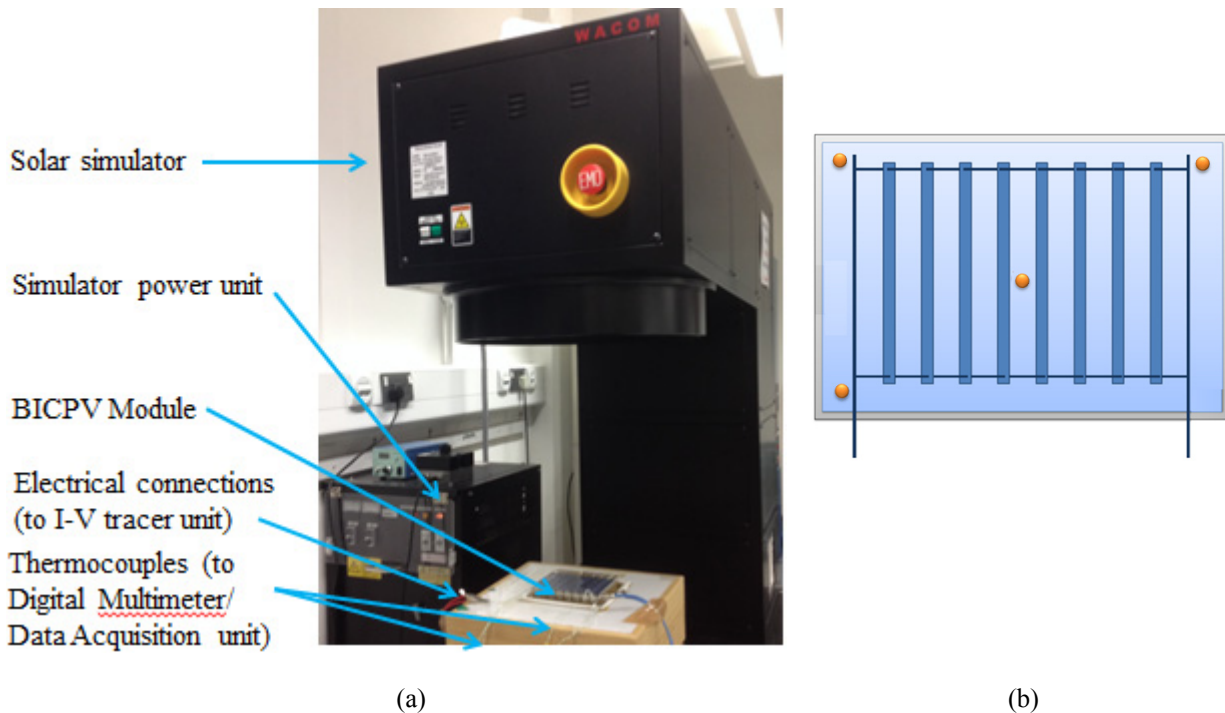 WACOM
Solar simulator
EMO
Simulator power unit
BICPV Module
Electrical connections
(to I-V tracer unit)
Thermocouples (to
Digital Multimeter/
Data Acquisition unit)
(a)
(b)